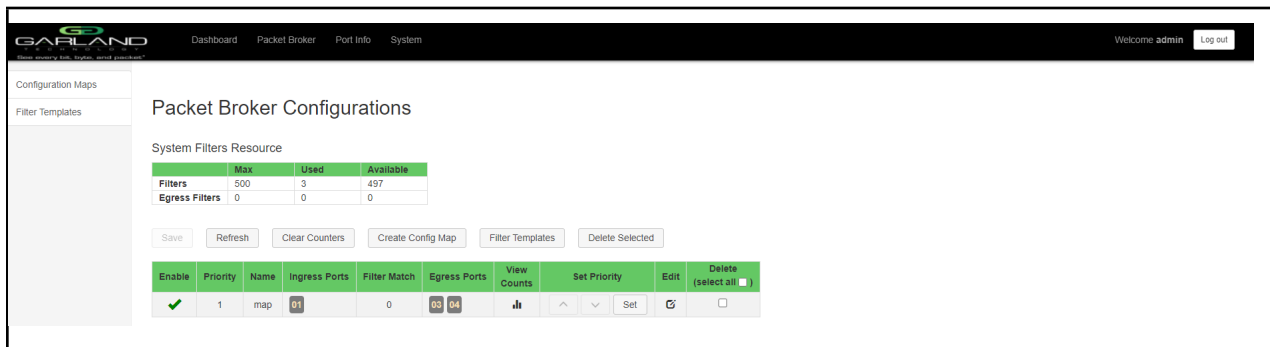 GARLAND
TECHNOLOGY
See every bit, byte, and packet®
Dashboard Packet Broker Port Info System
Welcome admin Log out
Configuration Maps
Filter Templates
Packet Broker Configurations
System Filters Resource
Max Used Available
Filters 500 3 497
Egress Filters 0 0 0
Save Refresh Clear Counters Create Config Map Filter Templates Delete Selected
Enable Priority Name Ingress Ports Filter Match Egress Ports View Counts Set Priority Edit Delete (select all )
1 map 01 0 03 04 Set